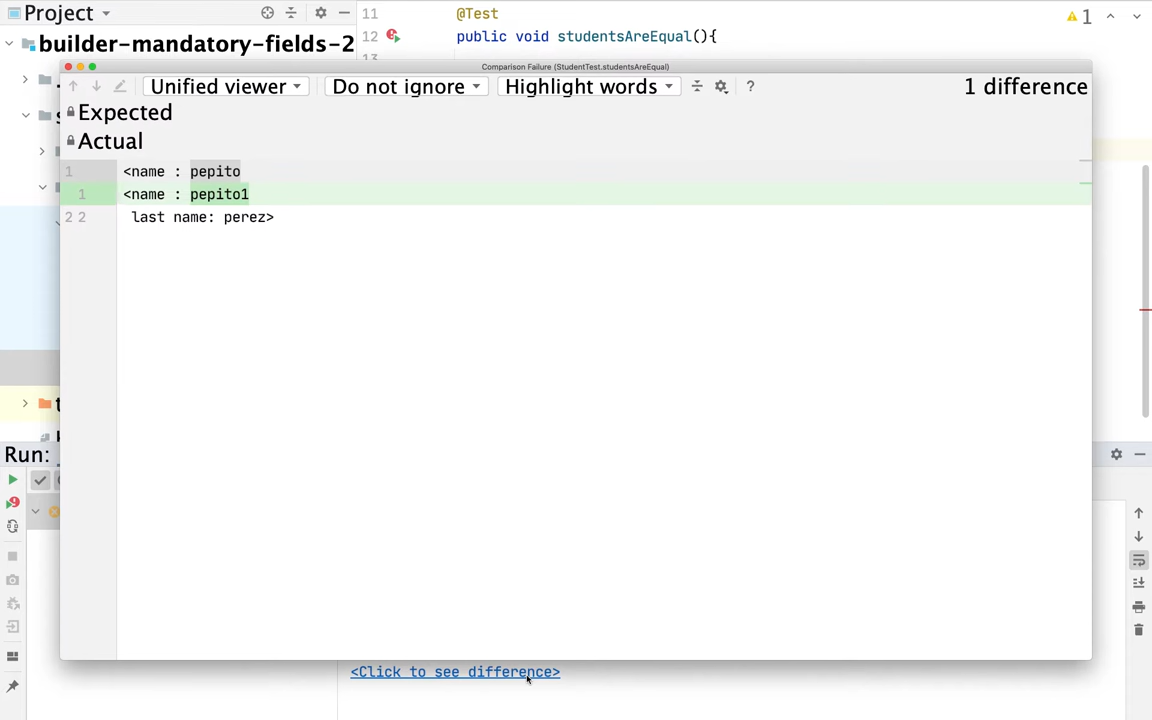 Project
11 @Test
builder-mandatory-fields-2
12 public void studentsAreEqual(){
1
Comparison Failure (StudentTest.studentsAreEqual)
Unified viewer Do not ignore Highlight words ? 1 difference
Expected
Actual
1 <name : pepito
1 <name : pepito1
2 2 last name: perez>
Run:
<Click to see difference>